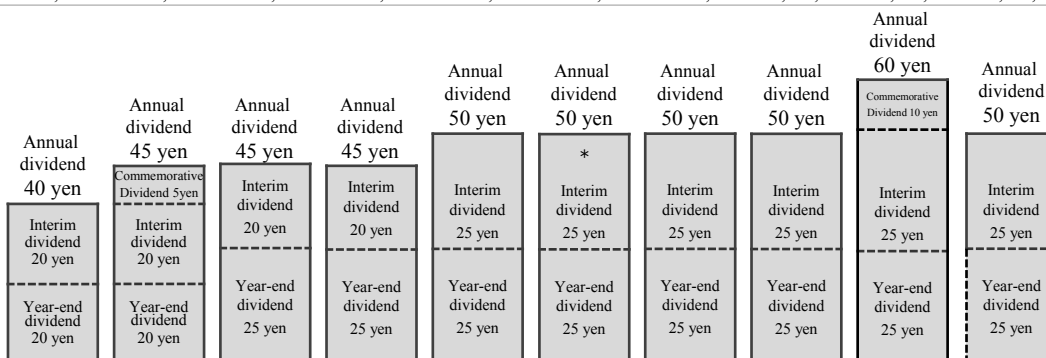 Annual
dividend
40 yen
Interim
dividend
20 yen
Year-end
dividend
20 yen
Annual
dividend
45 yen
Commemorative
Dividend 5yen
Interim
dividend
20 yen
Year-end
dividend
20 yen
Annual
dividend
45 yen
Interim
dividend
20 yen
Year-end
dividend
25 yen
Annual
dividend
45 yen
Interim
dividend
20 yen
Year-end
dividend
25 yen
Annual
dividend
50 yen
Interim
dividend
25 yen
Year-end
dividend
25 yen
Annual
dividend
50 yen
*
Interim
dividend
25 yen
Year-end
dividend
25 yen
Annual
dividend
50 yen
Interim
dividend
25 yen
Year-end
dividend
25 yen
Annual
dividend
50 yen
Interim
dividend
25 yen
Year-end
dividend
25 yen
Annual
dividend
60 yen
Commemorative
Dividend 10 yen
Interim
dividend
25 yen
Year-end
dividend
25 yen
Annual
dividend
50 yen
Interim
dividend
25 yen
Year-end
dividend
25 yen